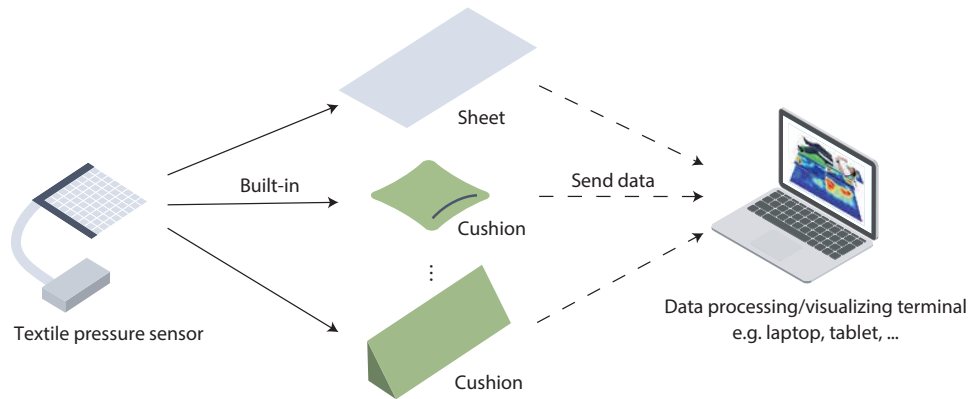 Sheet
Built-in
Send data
Cushion
⋮
Textile pressure sensor
Data processing/visualizing terminal
e.g. laptop, tablet, ...
Cushion